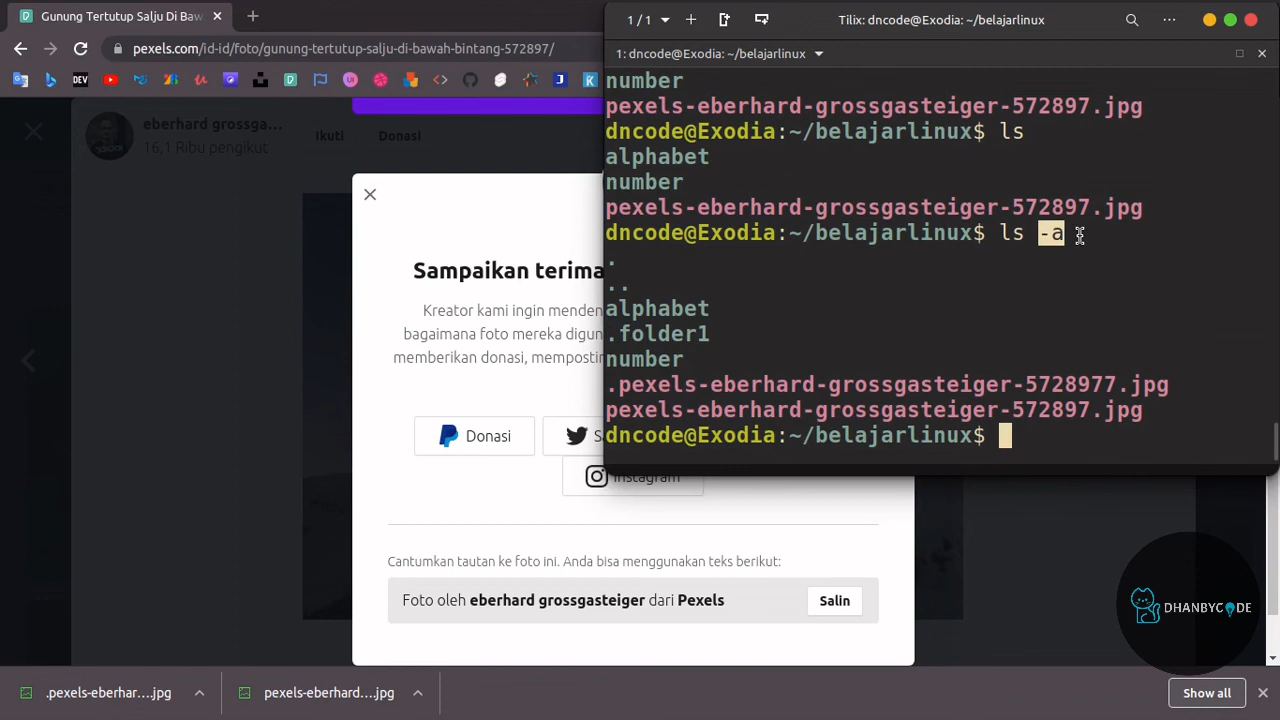 Gunung Tertutup Salju Di Baw
pexels.com/id-id/foto/gunung-tertutup-salju-di-bawah-bintang-572897/
DEV
eberhard grossga...
16,1 Ribu pengikut
Ikuti
Donasi
Sampaikan terima
Kreator kami ingin menden
bagaimana foto mereka digun
memberikan donasi, memposti
Donasi
Instagram
Cantumkan tautan ke foto ini. Anda bisa menggunakan teks berikut:
Foto oleh eberhard grossgasteiger dari Pexels
Salin
1 / 1
Tilix: dncode@Exodia: ~/belajarlinux
1: dncode@Exodia: ~/belajarlinux
number
pexels-eberhard-grossgasteiger-572897.jpg
dncode@Exodia:~/belajarlinux$ ls
alphabet
number
pexels-eberhard-grossgasteiger-572897.jpg
dncode@Exodia:~/belajarlinux$ ls -a
.
..
alphabet
.folder1
number
.pexels-eberhard-grossgasteiger-5728977.jpg
pexels-eberhard-grossgasteiger-572897.jpg
dncode@Exodia:~/belajarlinux$
DHANBYCODE
.pexels-eberhar....jpg
pexels-eberhard....jpg
Show all